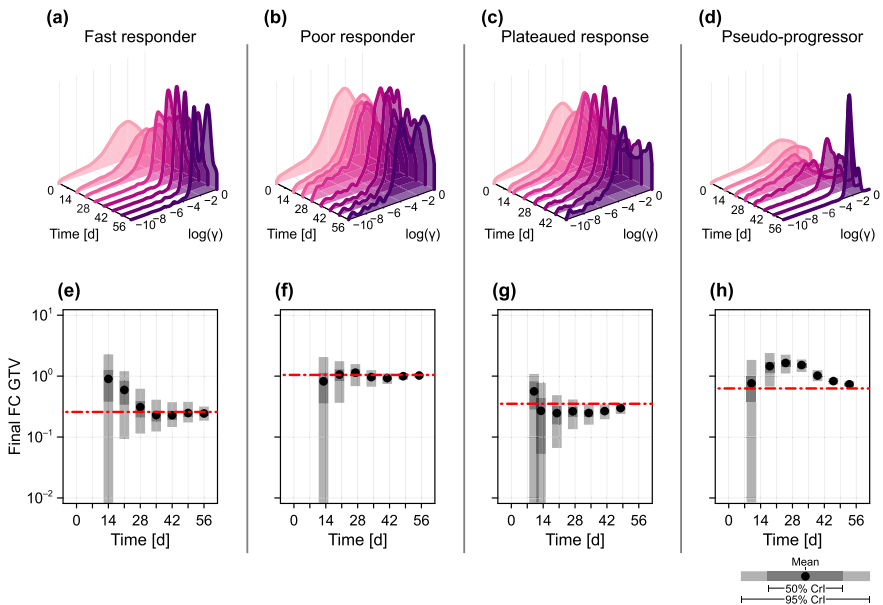 (a)
Fast responder
0
14
28
42
56
Time [d]
−10
−8
−6
−4
−2
0
log(γ)
(b)
Poor responder
0
14
28
42
56
Time [d]
−10
−8
−6
−4
−2
0
log(γ)
(c)
Plateaued response
0
14
28
42
56
Time [d]
−10
−8
−6
−4
−2
0
log(γ)
(d)
Pseudo-progressor
0
14
28
42
56
Time [d]
−10
−8
−6
−4
−2
0
log(γ)
(e)
Final FC GTV
10¹
10⁰
10⁻¹
10⁻²
0 14 28 42 56
Time [d]
(f)
0 14 28 42 56
Time [d]
(g)
0 14 28 42 56
Time [d]
(h)
0 14 28 42 56
Time [d]
Mean
50% CrI
95% CrI